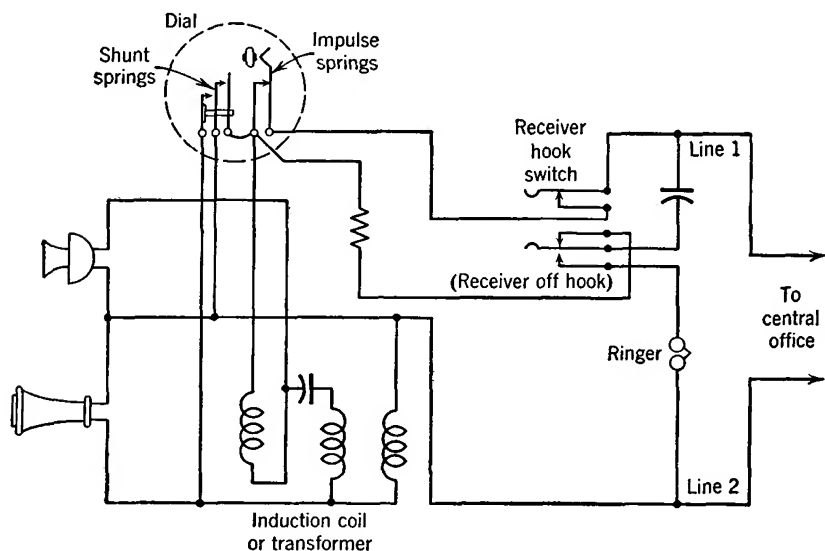 Dial
Shunt
springs
Impulse
springs
Receiver
hook
switch
Line 1
(Receiver off hook)
To
central
office
Ringer
Line 2
Induction coil
or transformer